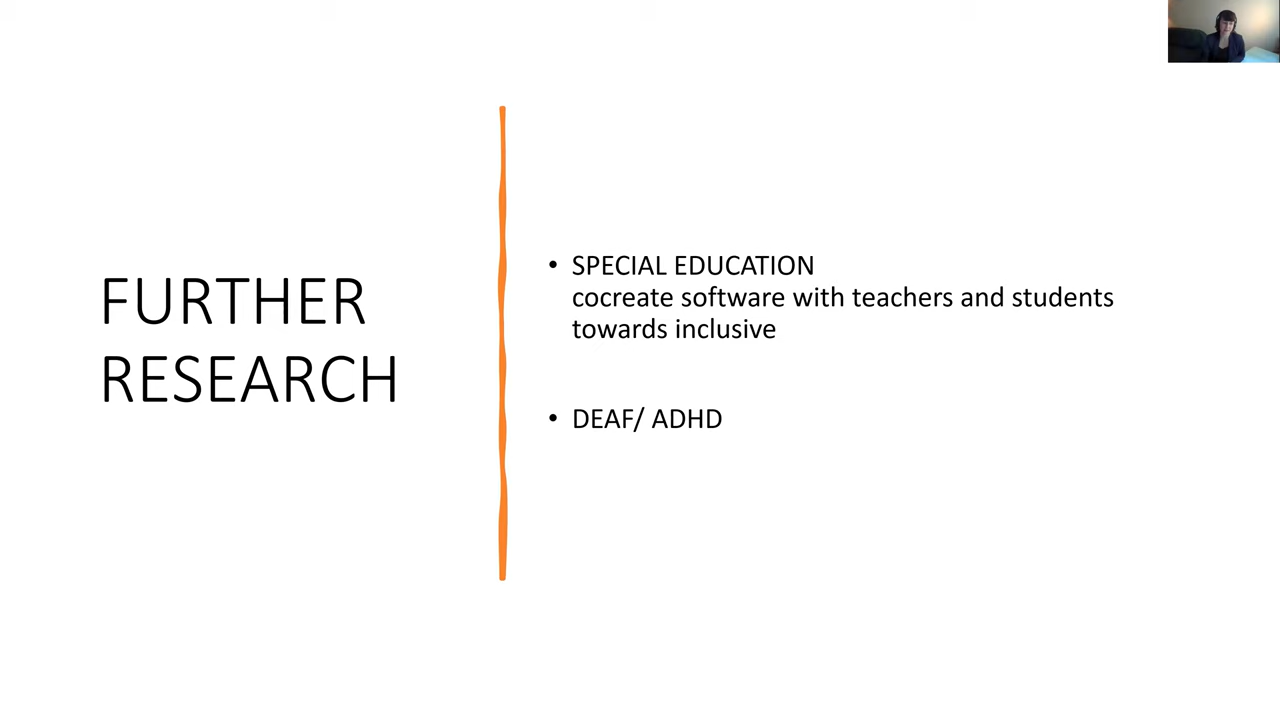 FURTHER
RESEARCH
• SPECIAL EDUCATION
cocreate software with teachers and students
towards inclusive
• DEAF/ ADHD